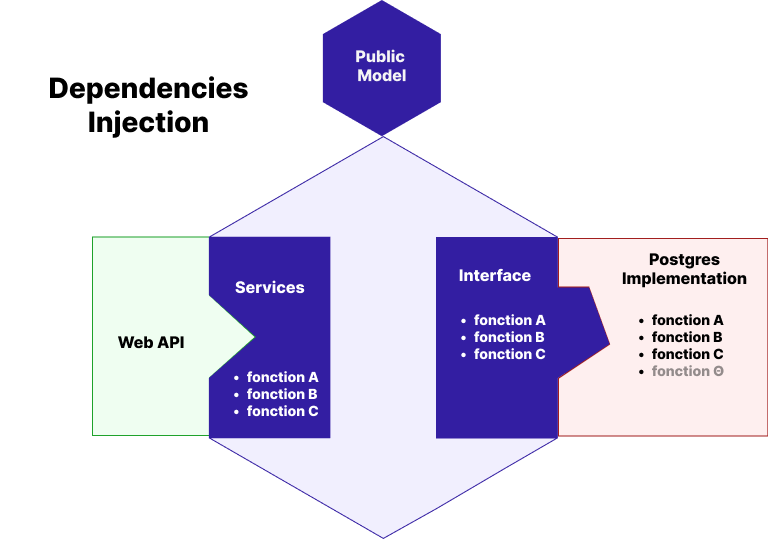 Dependencies
Injection
Public
Model
Web API
Services
• fonction A
• fonction B
• fonction C
Interface
• fonction A
• fonction B
• fonction C
Postgres
Implementation
• fonction A
• fonction B
• fonction C
• fonction Θ